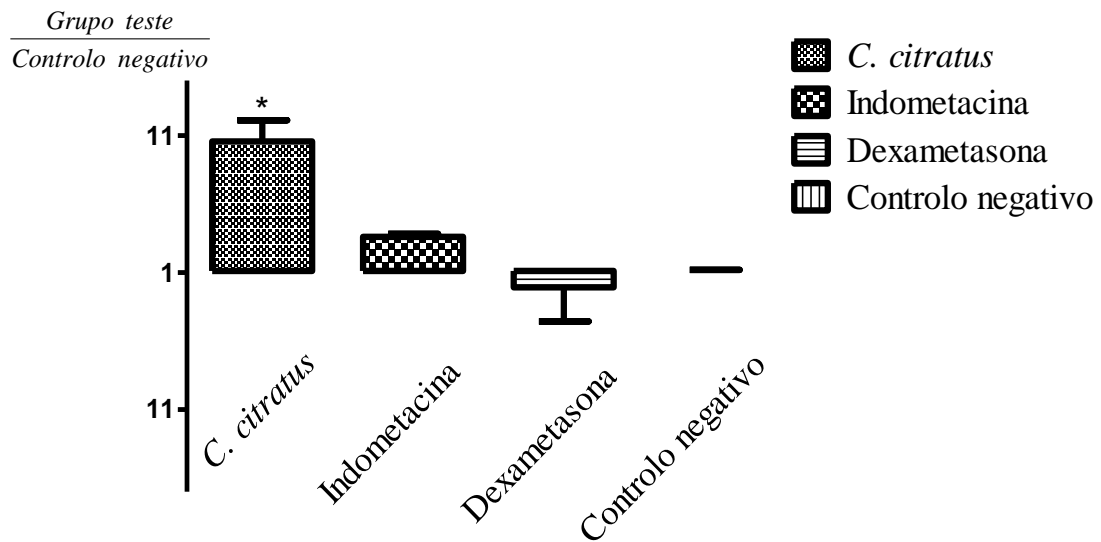 Grupo teste
Controlo negativo
*
11
1
11
C. citratus
Indometacina
Dexametasona
Controlo negativo
C. citratus
Indometacina
Dexametasona
Controlo negativo